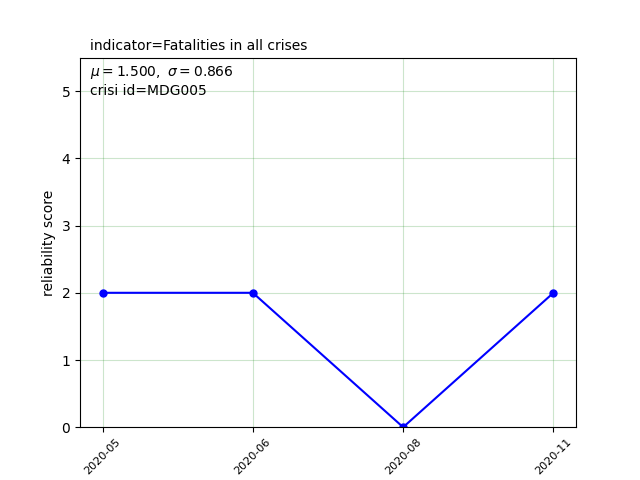 indicator=Fatalities in all crises
μ = 1.500, σ = 0.866
crisi id=MDG005
5
4
3
2
1
0
reliability score
2020-05
2020-06
2020-08
2020-11